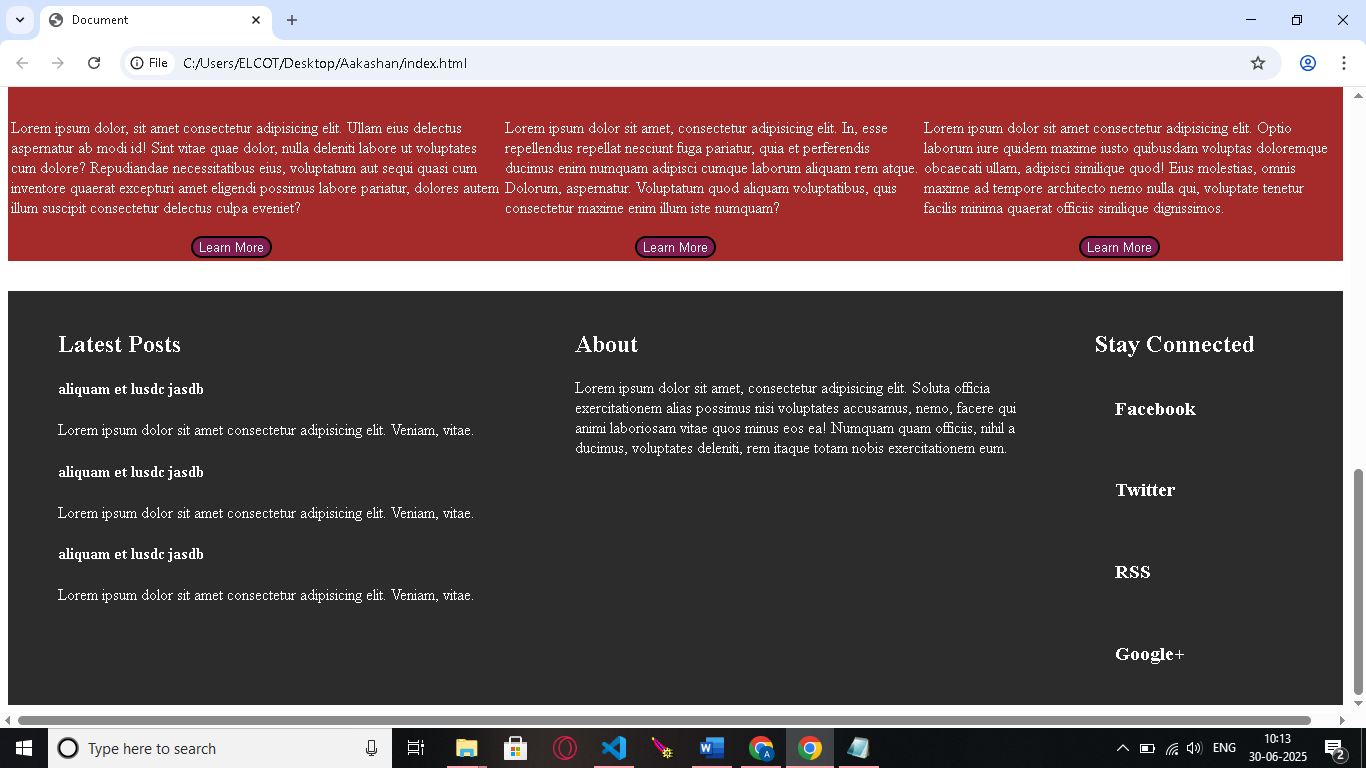 Document
File
C:/Users/ELCOT/Desktop/Aakashan/index.html
Lorem ipsum dolor, sit amet consectetur adipisicing elit. Ullam eius delectus
aspernatur ab modi id! Sint vitae quae dolor, nulla deleniti labore ut voluptates
cum dolore? Repudiandae necessitatibus eius, voluptatum aut sequi quasi cum
inventore quaerat excepturi amet eligendi possimus labore pariatur, dolores autem
illum suscipit consectetur delectus culpa eveniet?
Learn More
Lorem ipsum dolor sit amet, consectetur adipisicing elit. In, esse
repellendus repellat nesciunt fuga pariatur, quia et perferendis
ducimus enim numquam adipisci cumque laborum aliquam rem atque.
Dolorum, aspernatur. Voluptatum quod aliquam voluptatibus, quis
consectetur maxime enim illum iste numquam?
Learn More
Lorem ipsum dolor sit amet consectetur adipisicing elit. Optio
laborum iure quidem maxime iusto quibusdam voluptas doloremque
obcaecati ullam, adipisci similique quod! Eius molestias, omnis
maxime ad tempore architecto nemo nulla qui, voluptate tenetur
facilis minima quaerat officiis similique dignissimos.
Learn More
Latest Posts
aliquam et lusdc jasdb
Lorem ipsum dolor sit amet consectetur adipisicing elit. Veniam, vitae.
aliquam et lusdc jasdb
Lorem ipsum dolor sit amet consectetur adipisicing elit. Veniam, vitae.
aliquam et lusdc jasdb
Lorem ipsum dolor sit amet consectetur adipisicing elit. Veniam, vitae.
About
Lorem ipsum dolor sit amet, consectetur adipisicing elit. Soluta officia
exercitationem alias possimus nisi voluptates accusamus, nemo, facere qui
animi laboriosam vitae quos minus eos ea! Numquam quam officiis, nihil a
ducimus, voluptates deleniti, rem itaque totam nobis exercitationem eum.
Stay Connected
Facebook
Twitter
RSS
Google+
Type here to search
ENG
10:13
30-06-2025
2